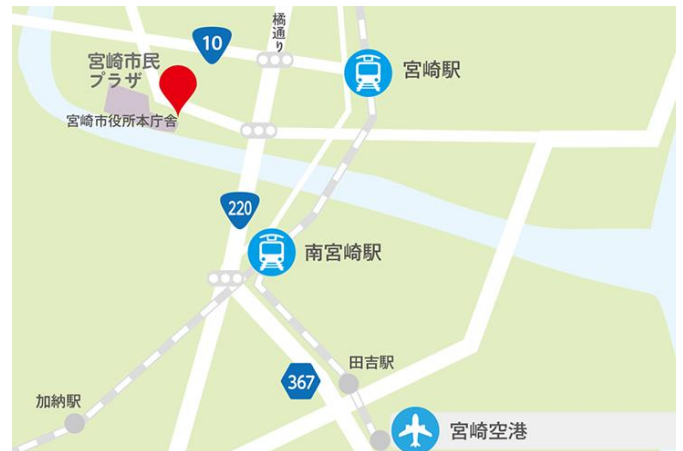 橘通り
10
宮崎駅
宮崎市民
プラザ
宮崎市役所本庁舎
220
南宮崎駅
田吉駅
367
加納駅
宮崎空港